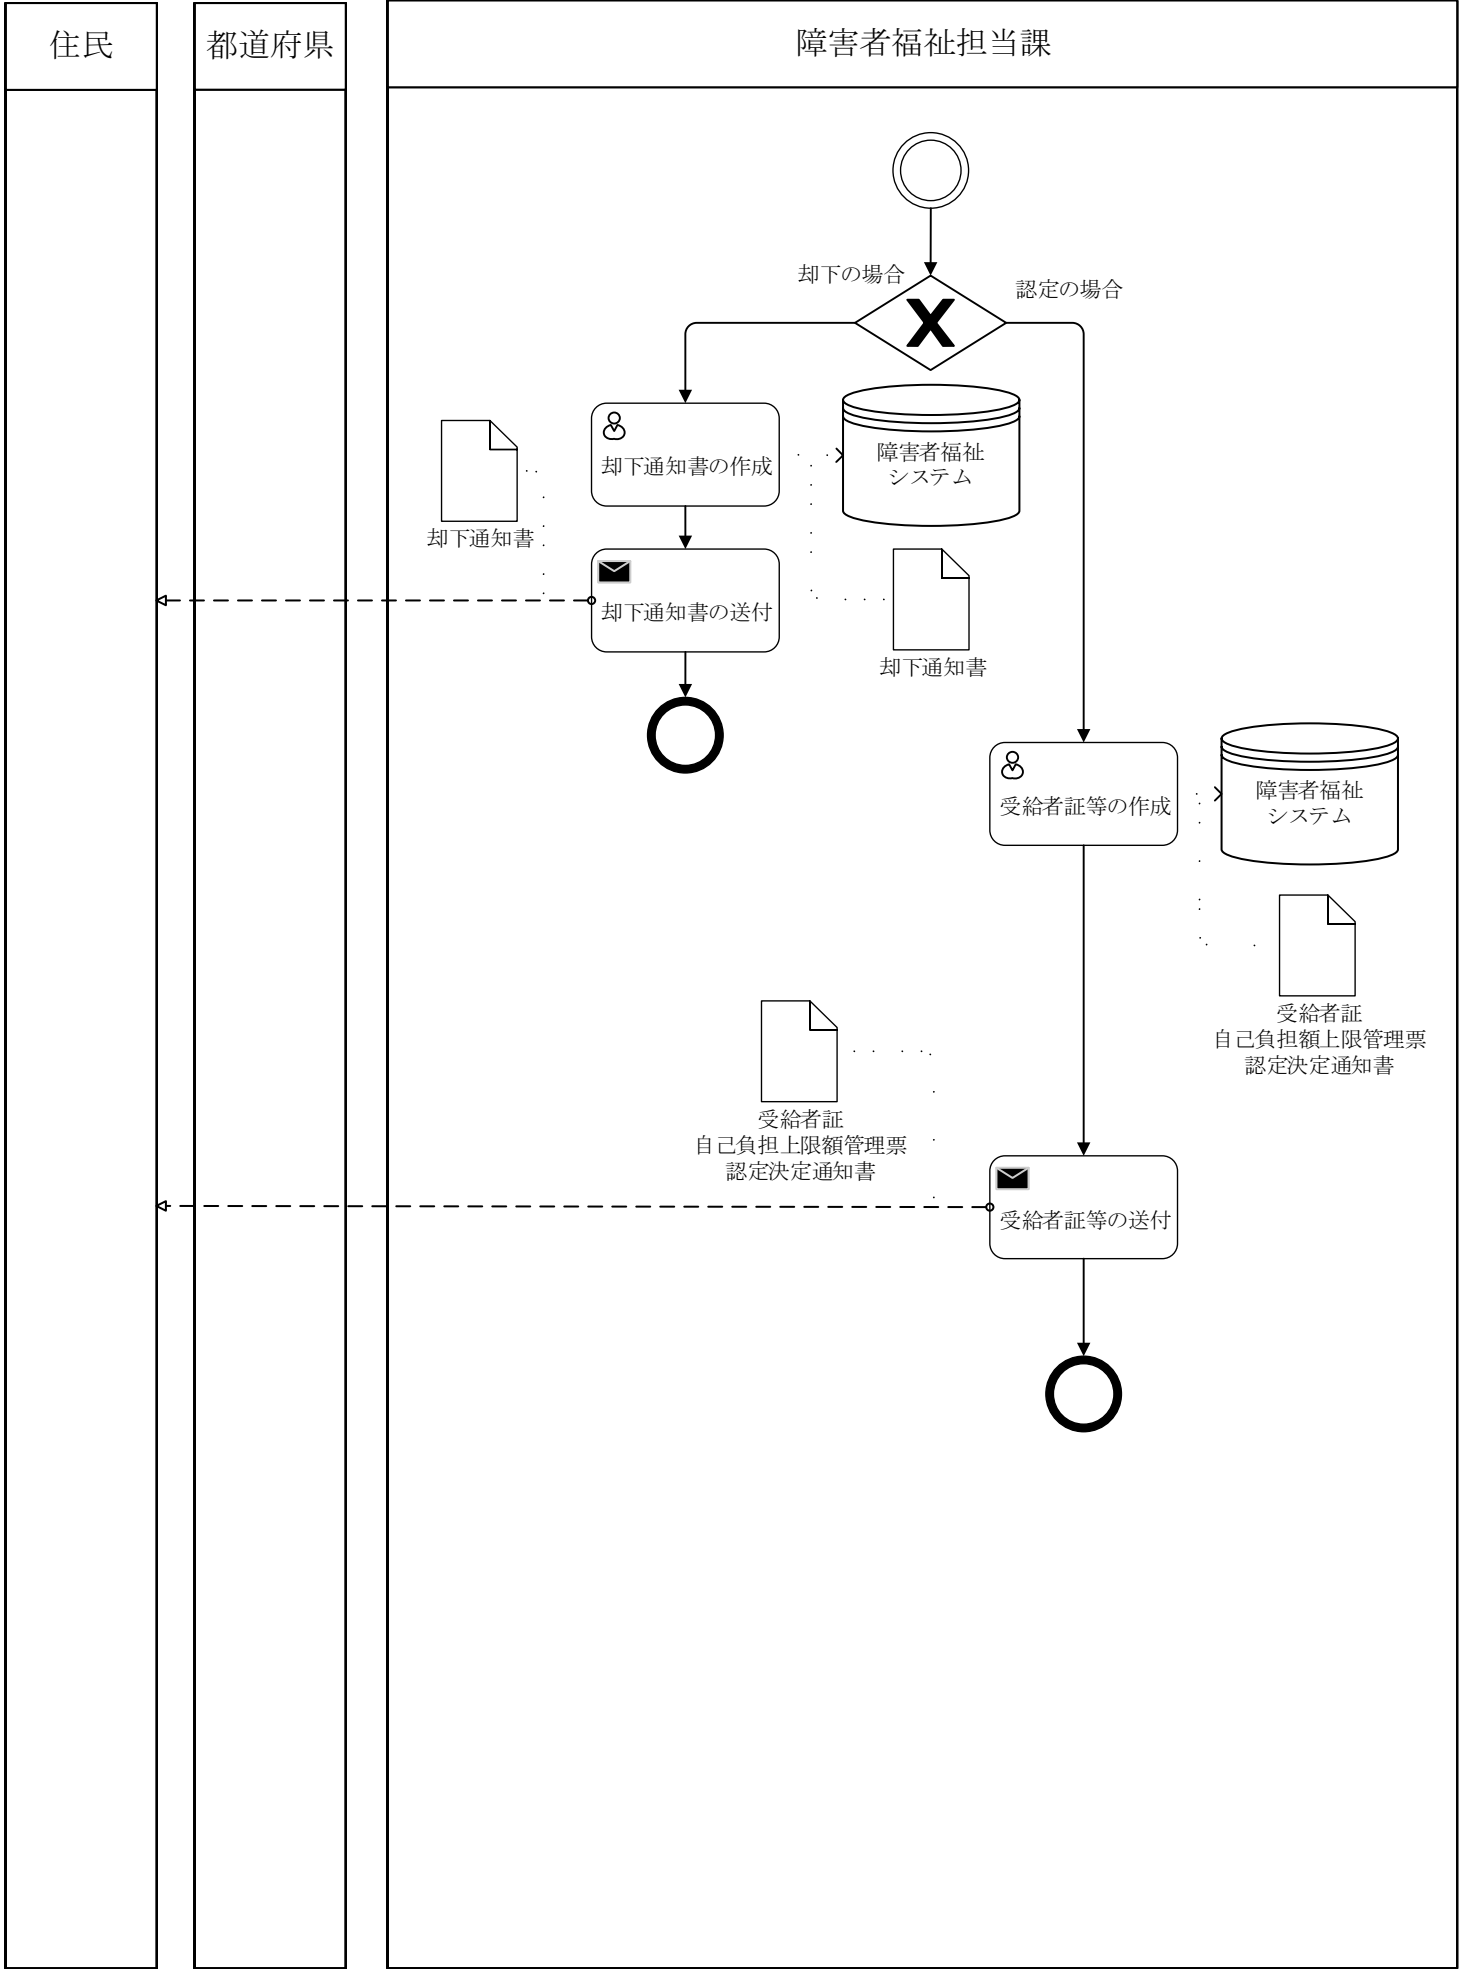 住民
都道府県
障害者福祉担当課
却下の場合
認定の場合
却下通知書の作成
障害者福祉
システム
却下通知書
却下通知書の送付
却下通知書
受給者証等の作成
障害者福祉
システム
受給者証
自己負担額上限管理票
認定決定通知書
受給者証
自己負担上限額管理票
認定決定通知書
受給者証等の送付